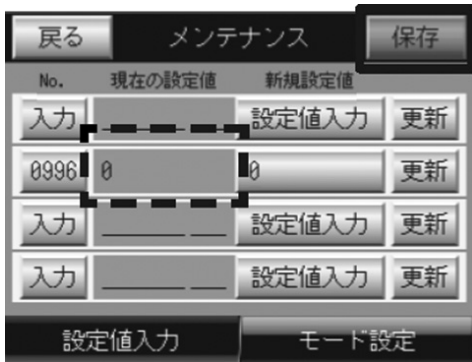 戻る メンテナンス 保存
No. 現在の設定値 新規設定値
入力 設定値入力 更新
0996 0 0 更新
入力 設定値入力 更新
入力 設定値入力 更新
設定値入力 モード設定